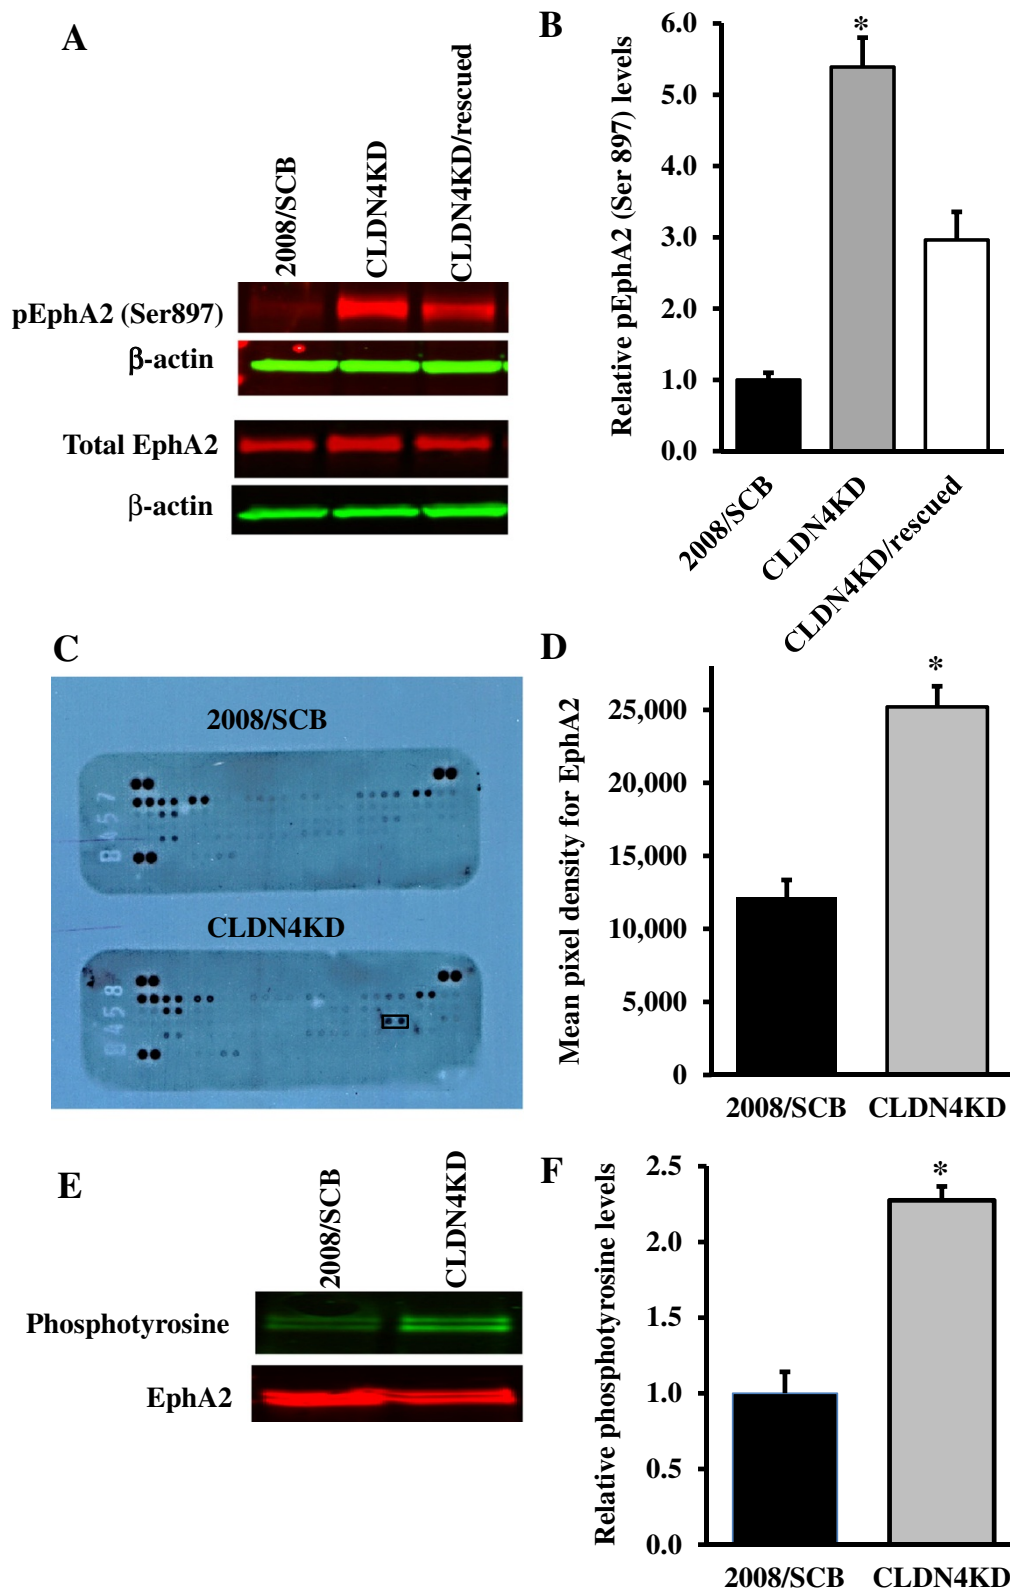 A
2008/SCB
CLDN4KD
CLDN4KD/rescued
pEphA2 (Ser897)
β-actin
Total EphA2
β-actin
B
Relative pEphA2 (Ser 897) levels
6.0
5.0
4.0
3.0
2.0
1.0
0.0
*
2008/SCB
CLDN4KD
CLDN4KD/rescued
C
2008/SCB
8457
CLDN4KD
8458
D
Mean pixel density for EphA2
25,000
20,000
15,000
10,000
5,000
0
*
2008/SCB CLDN4KD
E
2008/SCB
CLDN4KD
Phosphotyrosine
EphA2
F
Relative phosphotyrosine levels
2.5
2.0
1.5
1.0
0.5
0.0
*
2008/SCB CLDN4KD